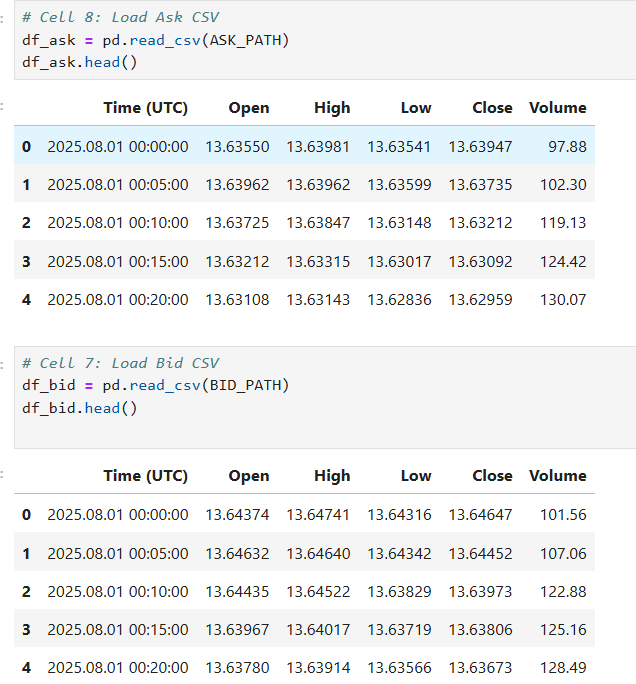 # Cell 8: Load Ask CSV
df_ask = pd.read_csv(ASK_PATH)
df_ask.head()
Time (UTC) Open High Low Close Volume
0 2025.08.01 00:00:00 13.63550 13.63981 13.63541 13.63947 97.88
1 2025.08.01 00:05:00 13.63962 13.63962 13.63599 13.63735 102.30
2 2025.08.01 00:10:00 13.63725 13.63847 13.63148 13.63212 119.13
3 2025.08.01 00:15:00 13.63212 13.63315 13.63017 13.63092 124.42
4 2025.08.01 00:20:00 13.63108 13.63143 13.62836 13.62959 130.07
# Cell 7: Load Bid CSV
df_bid = pd.read_csv(BID_PATH)
df_bid.head()
Time (UTC) Open High Low Close Volume
0 2025.08.01 00:00:00 13.64374 13.64741 13.64316 13.64647 101.56
1 2025.08.01 00:05:00 13.64632 13.64640 13.64342 13.64452 107.06
2 2025.08.01 00:10:00 13.64435 13.64522 13.63829 13.63973 122.88
3 2025.08.01 00:15:00 13.63967 13.64017 13.63719 13.63806 125.16
4 2025.08.01 00:20:00 13.63780 13.63914 13.63566 13.63673 128.49